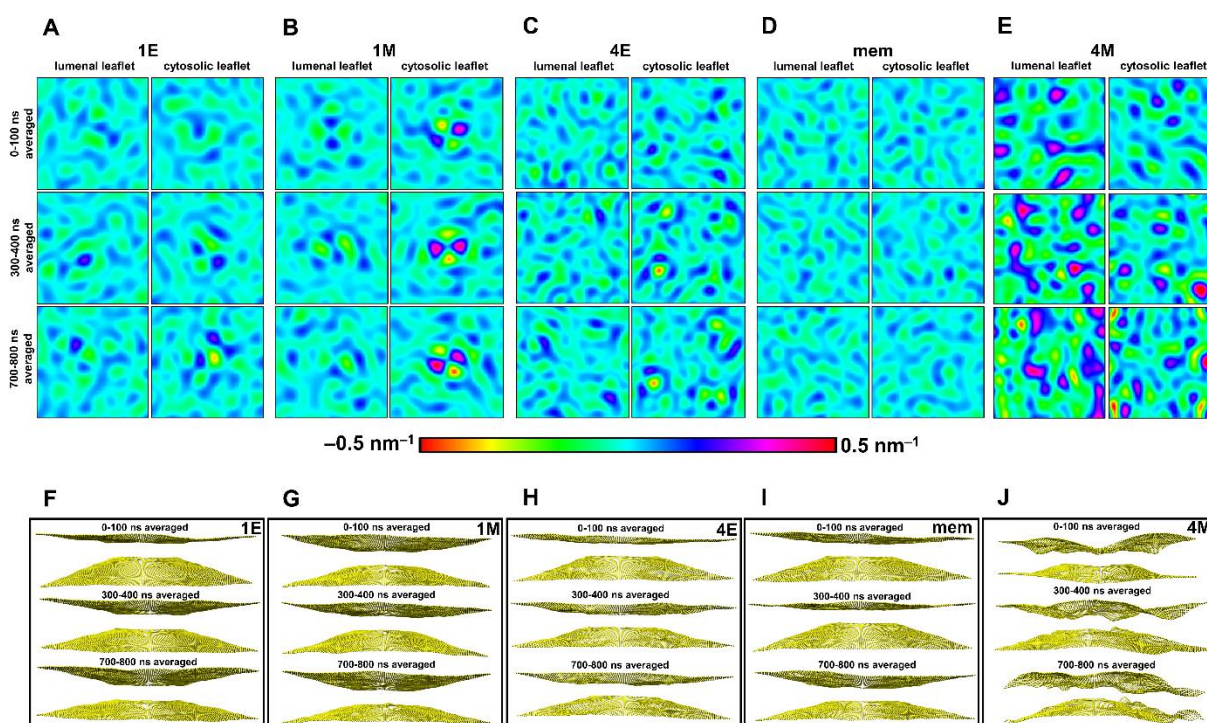 A B C D E
1E 1M 4E mem 4M
lumenal leaflet cytosolic leaflet lumenal leaflet cytosolic leaflet lumenal leaflet cytosolic leaflet lumenal leaflet cytosolic leaflet lumenal leaflet cytosolic leaflet
0-100 ns
averaged
300-400 ns
averaged
700-800 ns
averaged
–0.5 nm⁻¹ 0.5 nm⁻¹
F G H I J
0-100 ns averaged 1E
300-400 ns averaged
700-800 ns averaged
0-100 ns averaged 1M
300-400 ns averaged
700-800 ns averaged
0-100 ns averaged 4E
300-400 ns averaged
700-800 ns averaged
0-100 ns averaged mem
300-400 ns averaged
700-800 ns averaged
0-100 ns averaged 4M
300-400 ns averaged
700-800 ns averaged